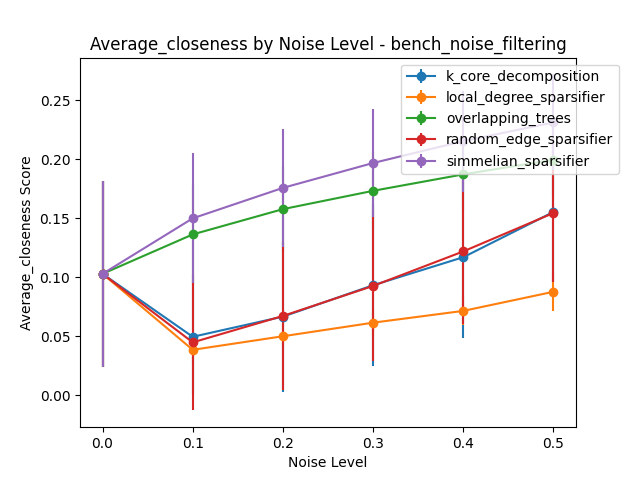 Average_closeness by Noise Level - bench_noise_filtering
k_core_decomposition
local_degree_sparsifier
overlapping_trees
random_edge_sparsifier
simmelian_sparsifier
Average_closeness Score
0.25
0.20
0.15
0.10
0.05
0.00
0.0 0.1 0.2 0.3 0.4 0.5
Noise Level